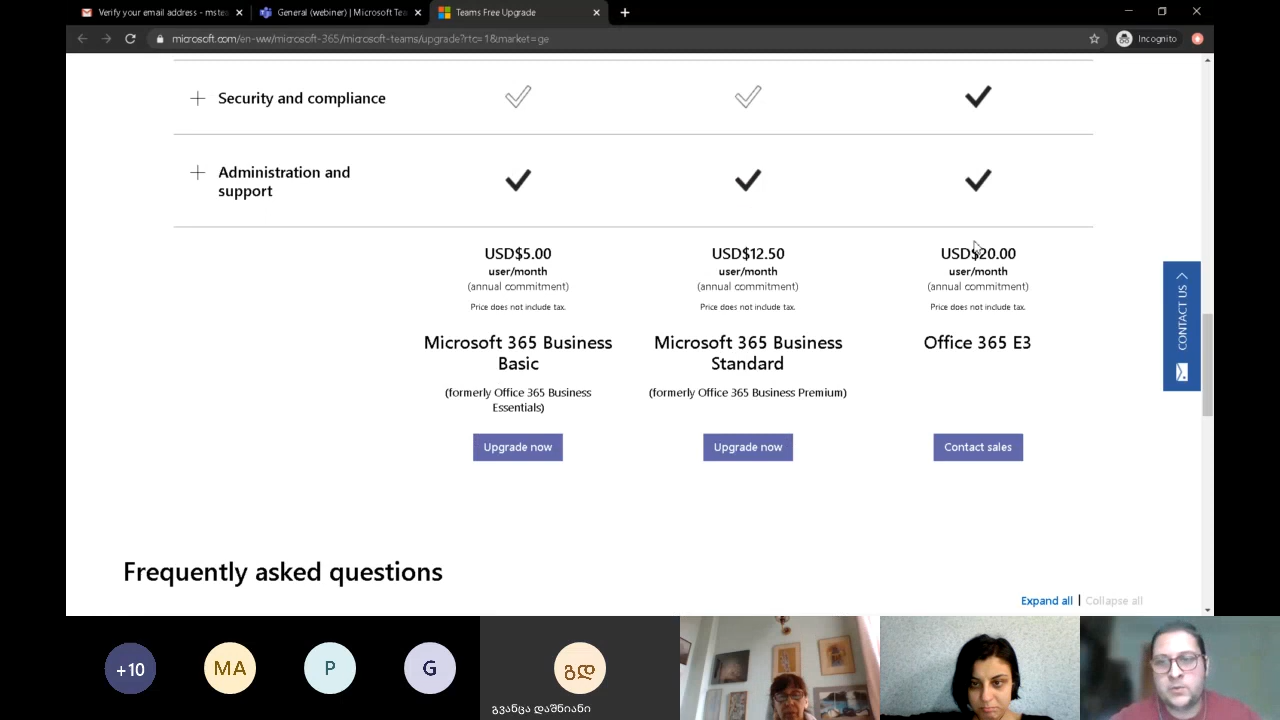 Verify your email address - mstes
General (webiner) | Microsoft Tea
Teams Free Upgrade
microsoft.com/en-ww/microsoft-365/microsoft-teams/upgrade?rtc=1&market=ge
Incognito
Security and compliance
Administration and
support
USD$5.00
user/month
(annual commitment)
Price does not include tax.
USD$12.50
user/month
(annual commitment)
Price does not include tax.
USD$20.00
user/month
(annual commitment)
Price does not include tax.
Microsoft 365 Business
Basic
(formerly Office 365 Business
Essentials)
Microsoft 365 Business
Standard
(formerly Office 365 Business Premium)
Office 365 E3
Upgrade now
Upgrade now
Contact sales
CONTACT US
Frequently asked questions
Expand all | Collapse all
+10
MA
P
G
გდ
გვანცა დაშნიანი